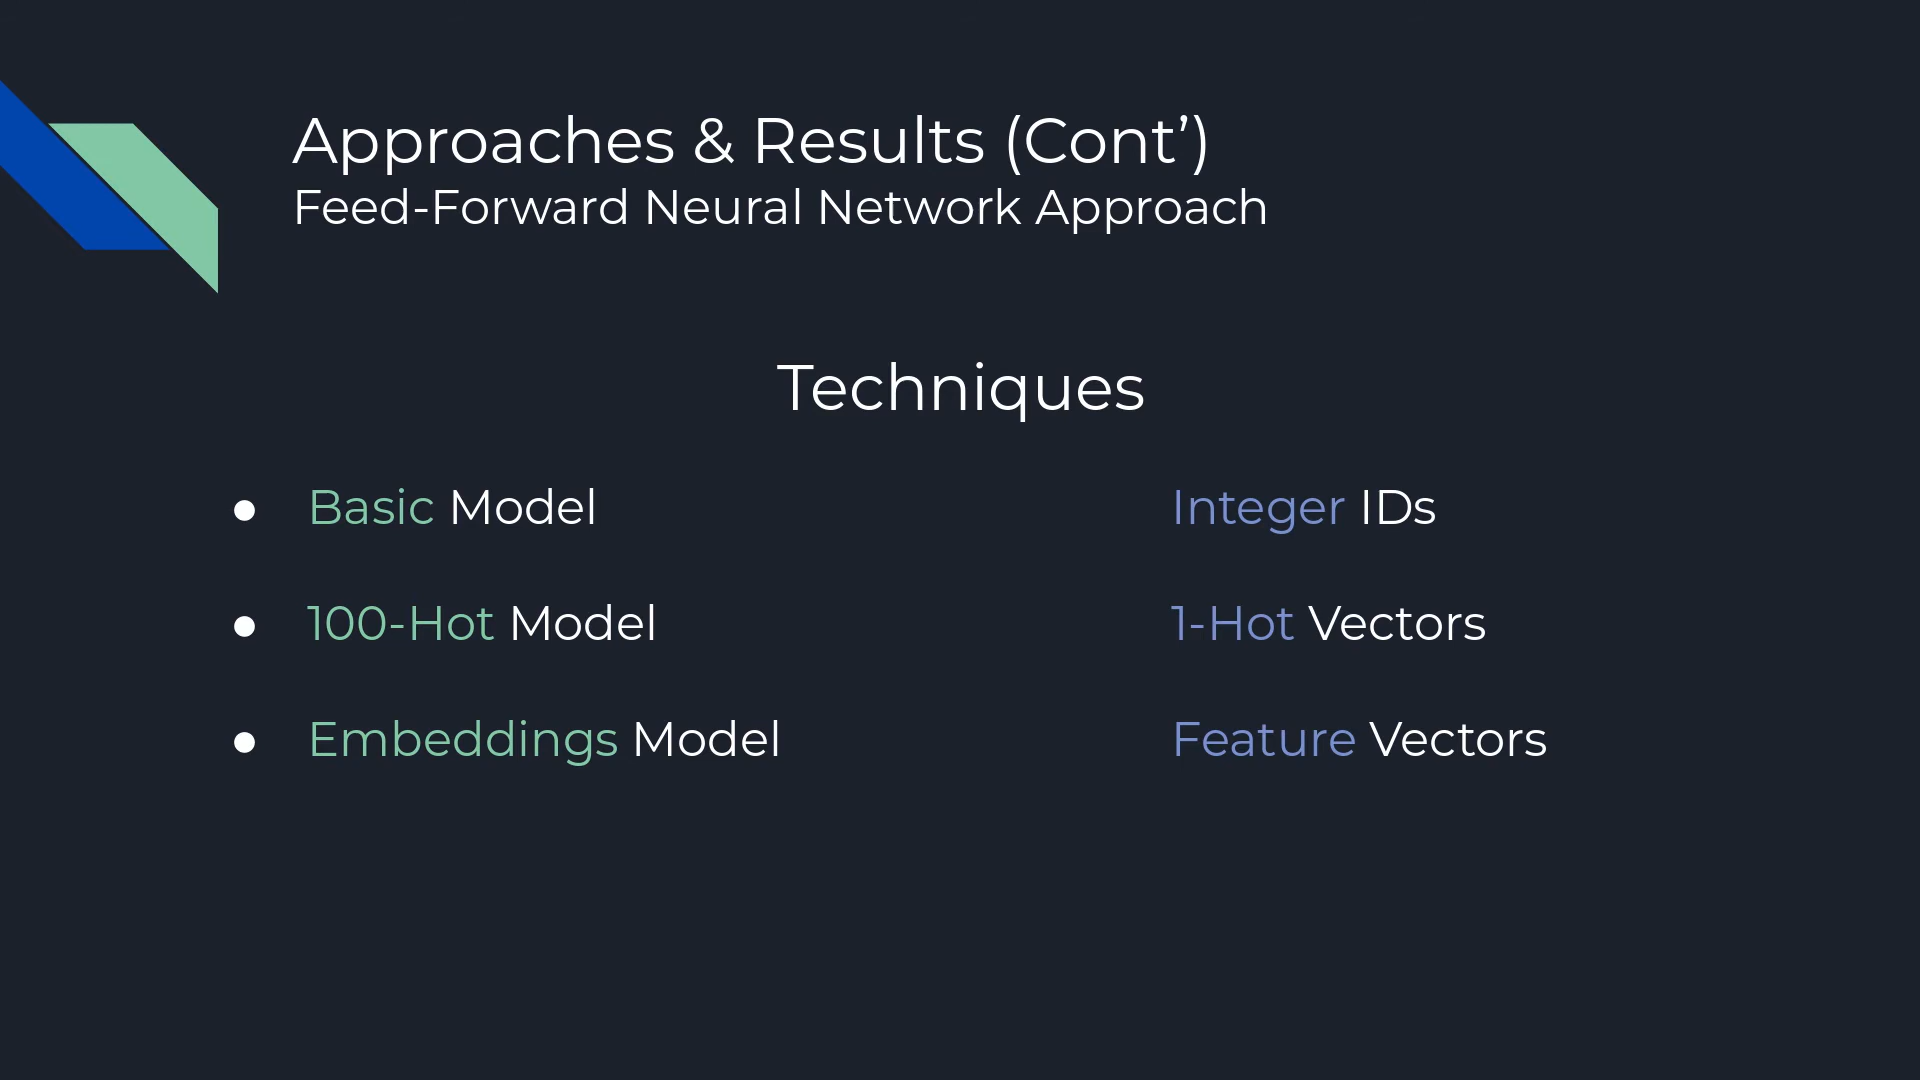 Approaches & Results (Cont’)
Feed-Forward Neural Network Approach
Techniques
● Basic Model Integer IDs
● 100-Hot Model 1-Hot Vectors
● Embeddings Model Feature Vectors